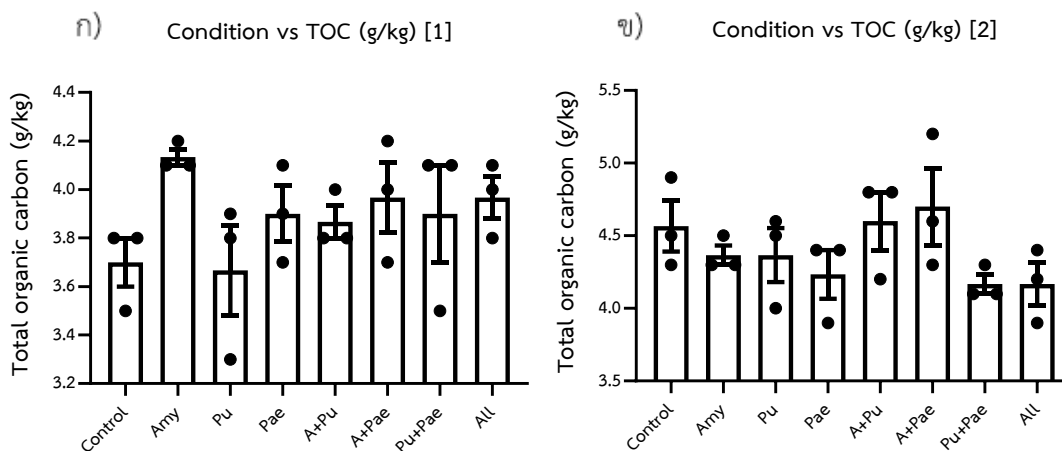 ก) Condition vs TOC (g/kg) [1]
Total organic carbon (g/kg)
4.4
4.2
4.0
3.8
3.6
3.4
3.2
Control Amy Pu Pae A+Pu A+Pae Pu+Pae All
ข) Condition vs TOC (g/kg) [2]
Total organic carbon (g/kg)
5.5
5.0
4.5
4.0
3.5
Control Amy Pu Pae A+Pu A+Pae Pu+Pae All